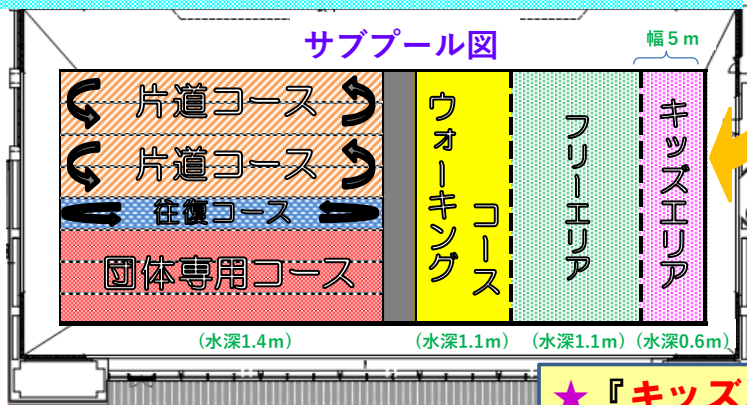 サブプール図
幅5m
片道コース
片道コース
往復コース
団体専用コース
ウォーキング
コース
フリーエリア
キッズエリア
(水深1.4m)
(水深1.1m)
(水深1.1m)
(水深0.6m)
★『キッズ